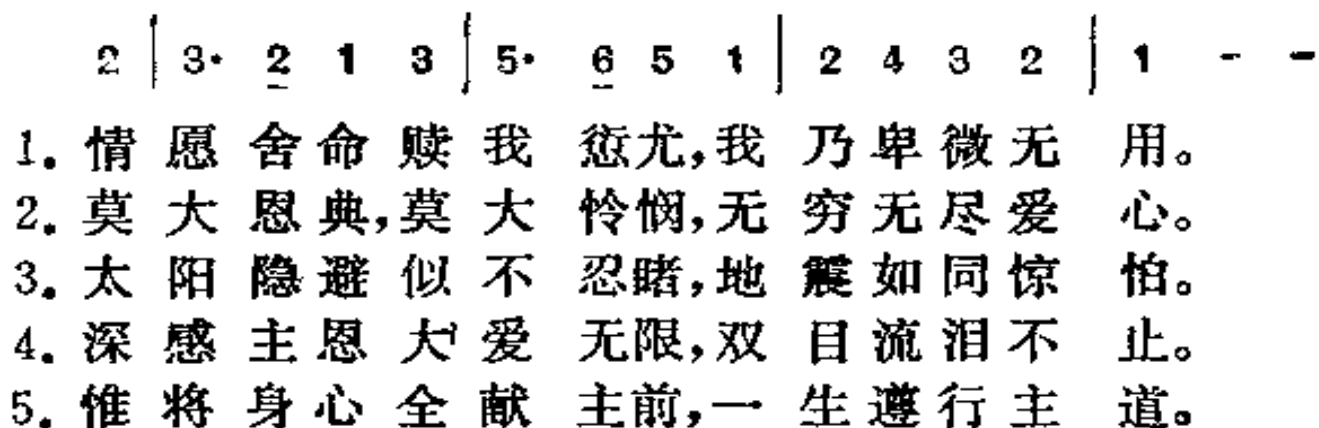 2 | 3· 2 1 3 | 5· 6 5 1 | 2 4 3 2 | 1 - -
1. 情愿舍命赎我愆尤,我乃卑微无用。
2. 莫大恩典,莫大怜悯,无穷无尽爱心。
3. 太阳隐避似不忍睹,地震如同惊怕。
4. 深感主恩大爱无限,双目流泪不止。
5. 惟将身心全献主前,一生遵行主道。